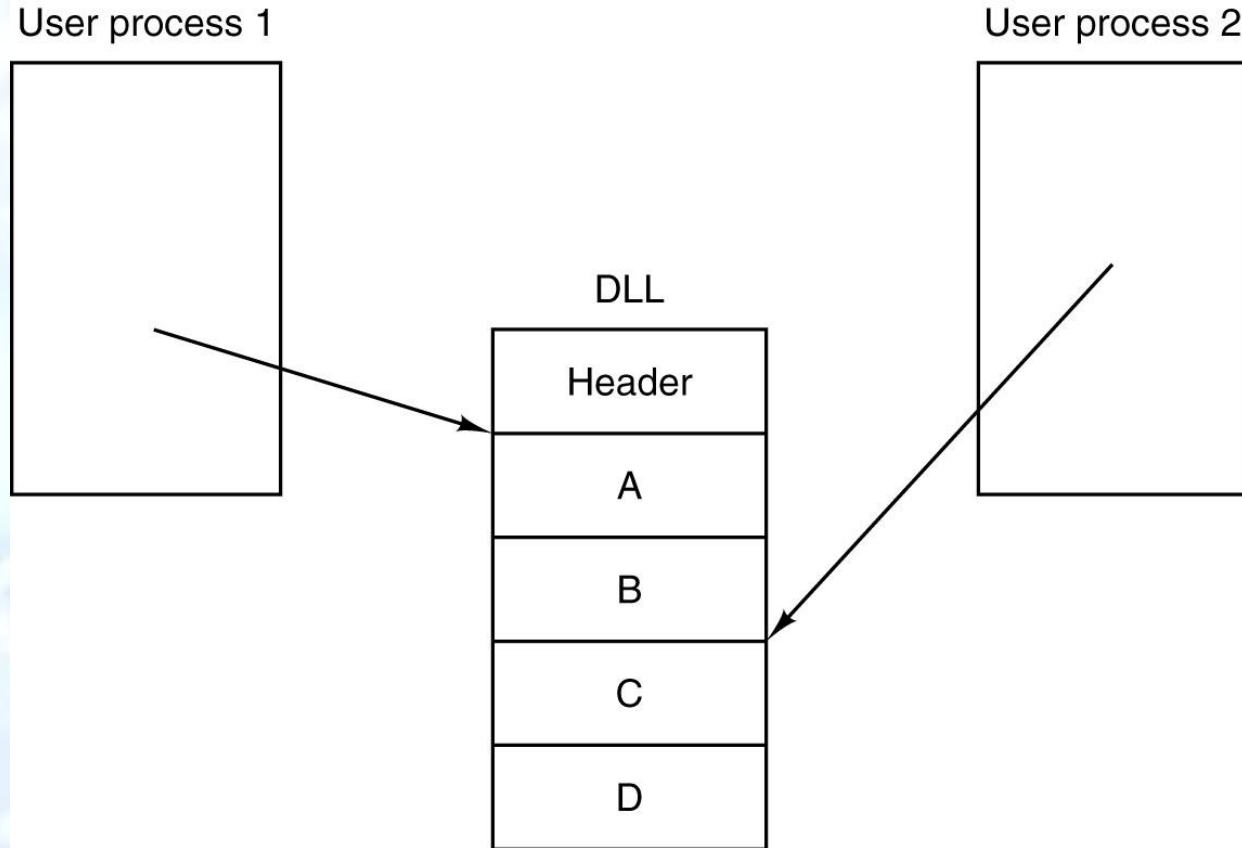 User process 1
User process 2
DLL
Header
A
B
C
D